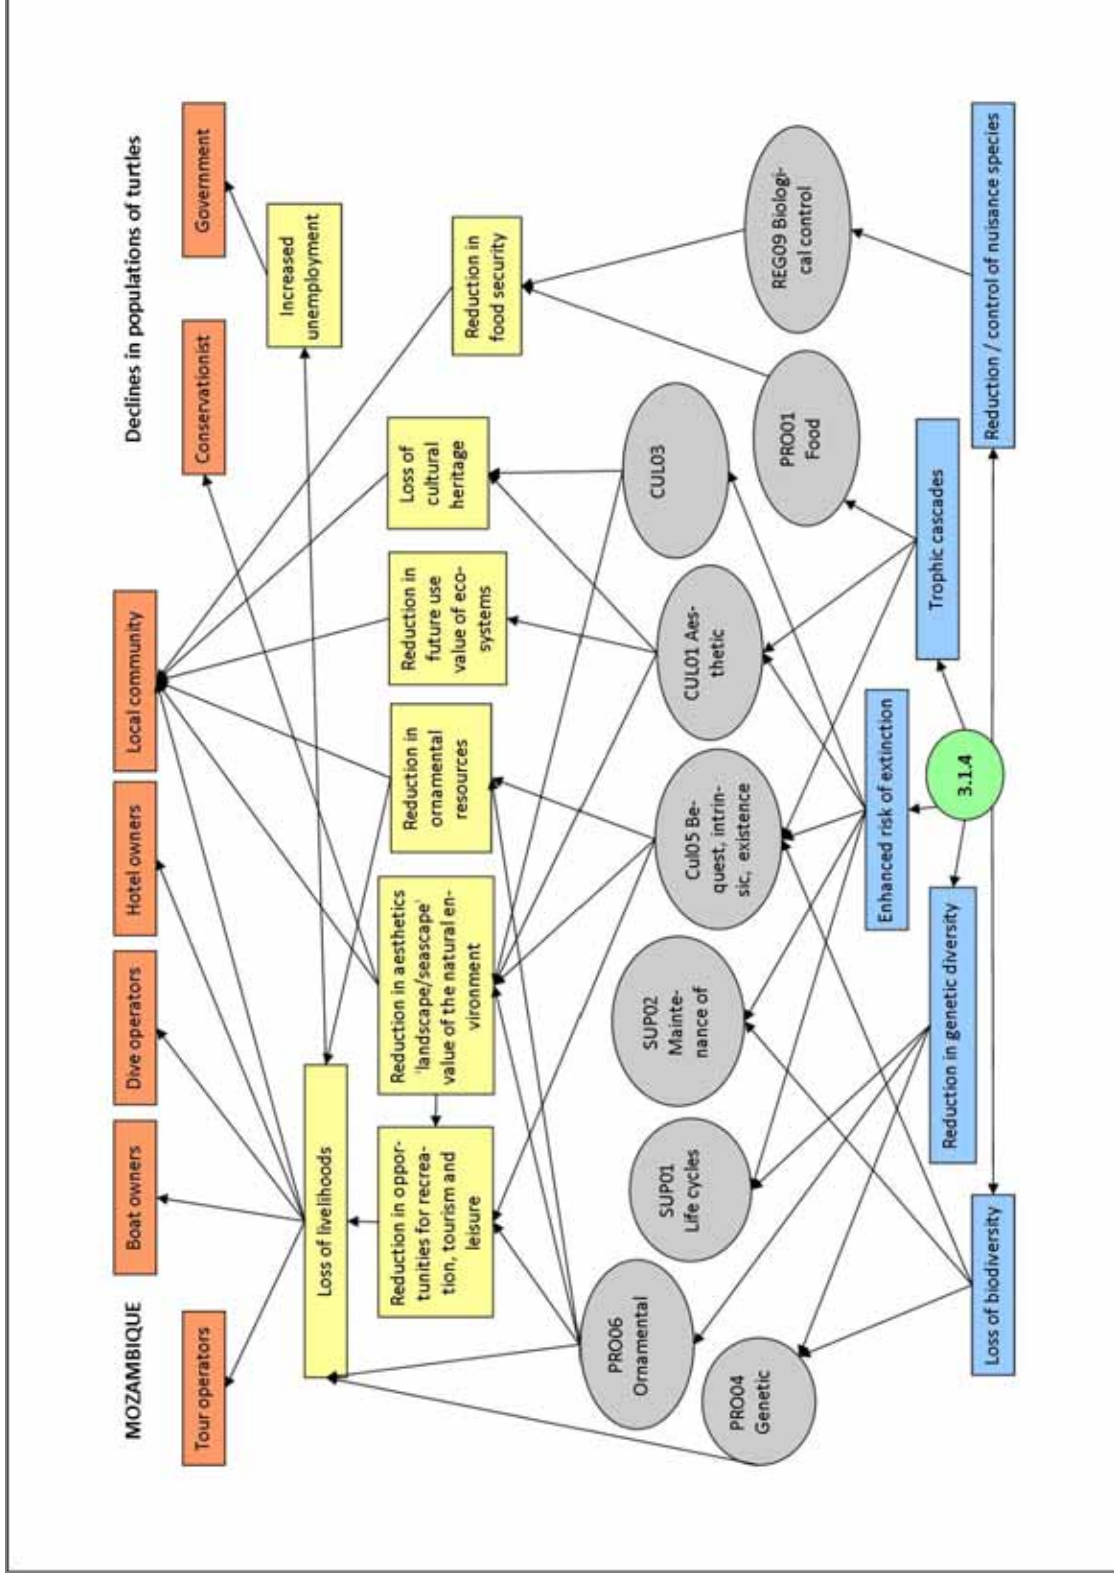 MOZAMBIQUE
Declines in populations of turtles
Tour operators
Boat owners
Dive operators
Hotel owners
Local community
Conservationist
Government
Loss of livelihoods
Increased
unemployment
Reduction in oppor-
tunities for recrea-
tion, tourism and
leisure
Reduction in aesthetics
'landscape/seascape'
value of the natural en-
vironment
Reduction in
ornamental
resources
Reduction in
future use
value of eco-
systems
Loss of
cultural
heritage
Reduction in
food security
PRO04
Genetic
PRO06
Ornamental
SUP01
Life cycles
SUP02
Mainte-
nance of
Cul05 Be-
quest, intrin-
sic, existence
CUL01 Aes-
thetic
CUL03
PRO01
Food
REG09 Biologi-
cal control
Loss of biodiversity
Reduction in genetic diversity
Enhanced risk of extinction
Trophic cascades
Reduction / control of nuisance species
3.1.4